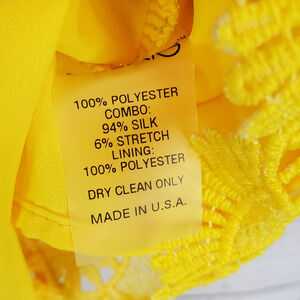 100% POLYESTER
COMBO:
94% SILK
6% STRETCH
LINING:
100% POLYESTER
DRY CLEAN ONLY
MADE IN U.S.A.